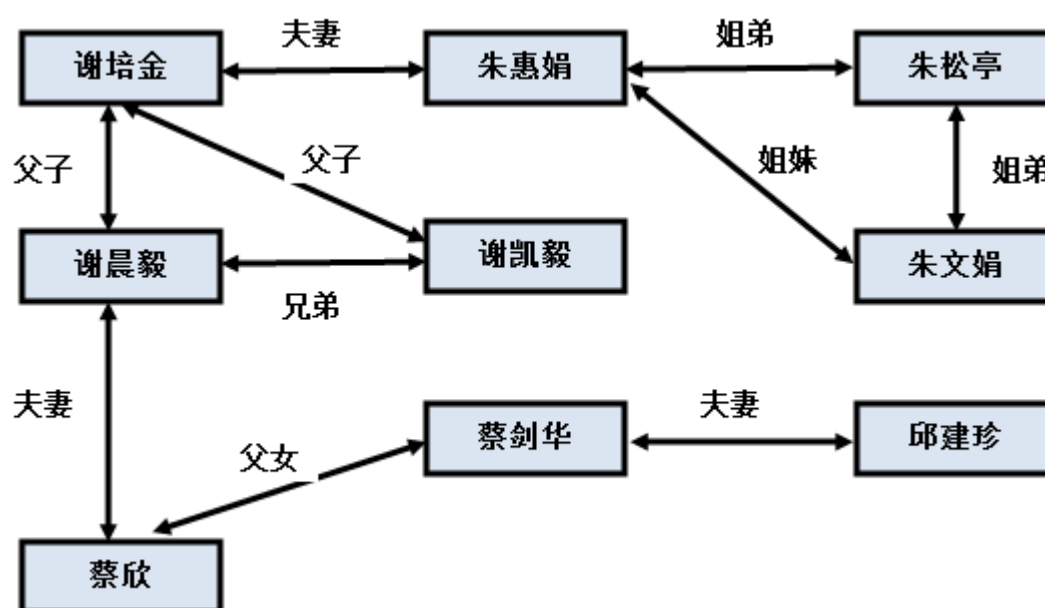 夫妻
姐弟
谢培金
朱惠娟
朱松亭
父子
父子
姐妹
姐弟
谢晨毅
谢凯毅
朱文娟
兄弟
夫妻
夫妻
蔡剑华
邱建珍
父女
蔡欣